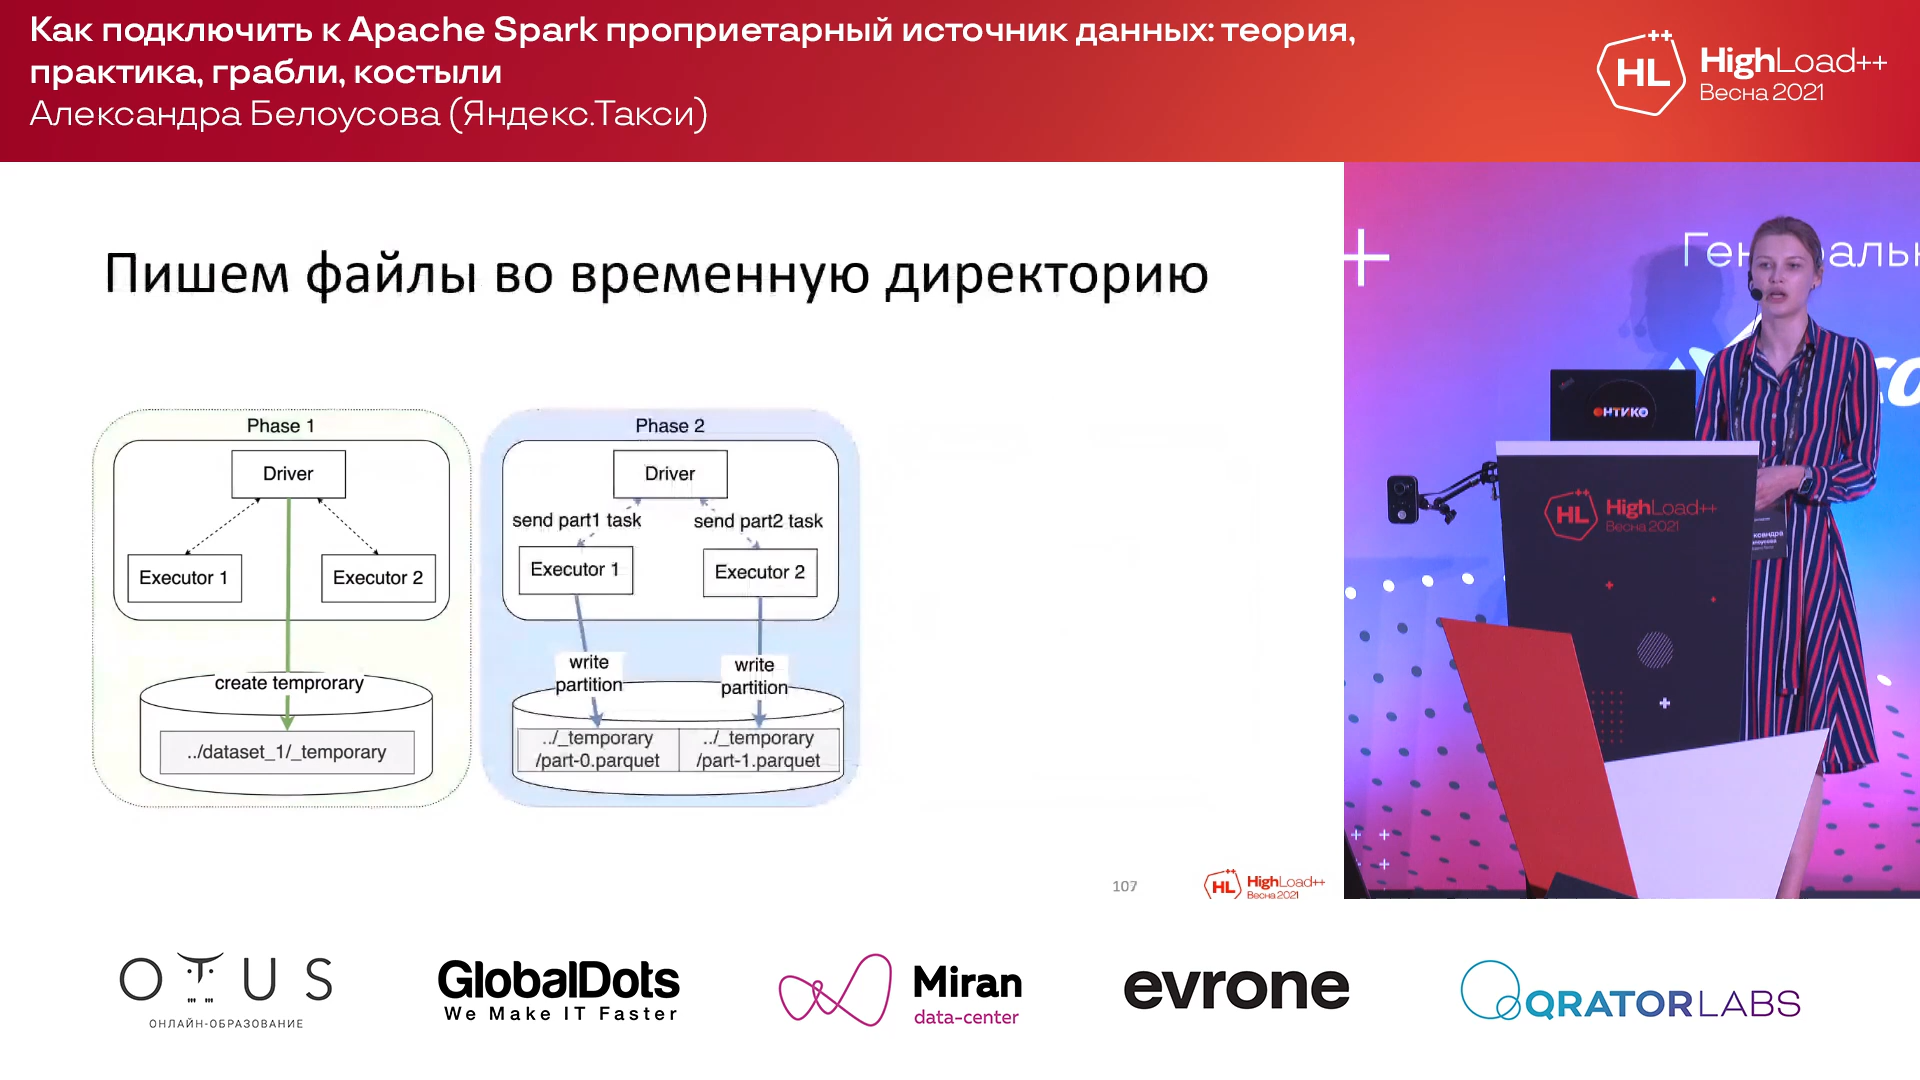 Как подключить к Apache Spark проприетарный источник данных: теория,
практика, грабли, костыли
Александра Белоусова (Яндекс.Такси)
HL
HighLoad++
Весна 2021
Пишем файлы во временную директорию
Phase 1
Driver
Executor 1
Executor 2
create temprorary
../dataset_1/_temporary
Phase 2
Driver
send part1 task
send part2 task
Executor 1
Executor 2
write
partition
write
partition
../_temporary
/part-0.parquet
../_temporary
/part-1.parquet
107
HL
HighLoad++
Весна 2021
ОНТИКО
HL
HighLoad++
Весна 2021
OTUS
ОНЛАЙН-ОБРАЗОВАНИЕ
GlobalDots
We Make IT Faster
Miran
data-center
evrone
QRATORLABS